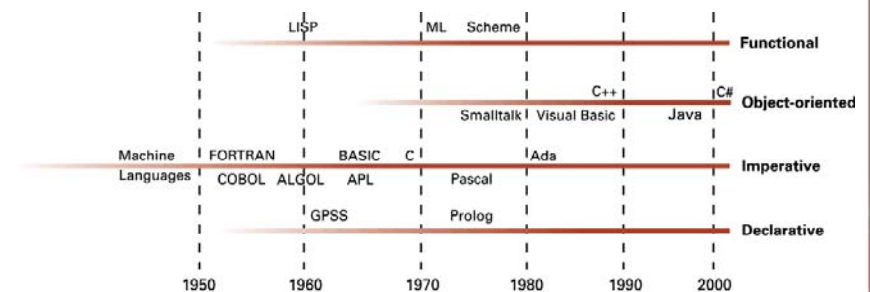 LISP ML Scheme
Functional
C++ C#
Object-oriented
Smalltalk Visual Basic Java
Machine FORTRAN BASIC C Ada
Imperative
Languages COBOL ALGOL APL Pascal
GPSS Prolog
Declarative
1950 1960 1970 1980 1990 2000